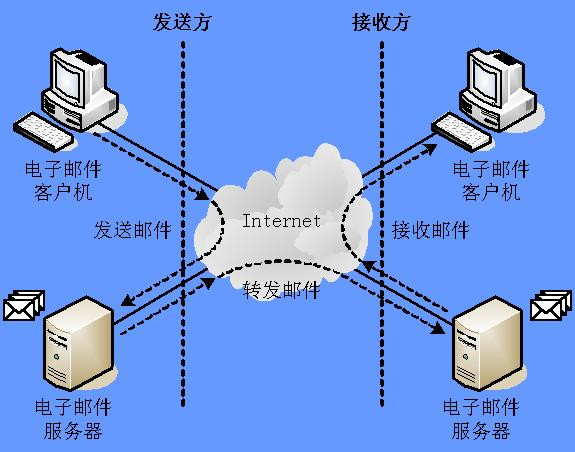 发送方
接收方
电子邮件
客户机
电子邮件
客户机
发送邮件
Internet
接收邮件
转发邮件
电子邮件
服务器
电子邮件
服务器